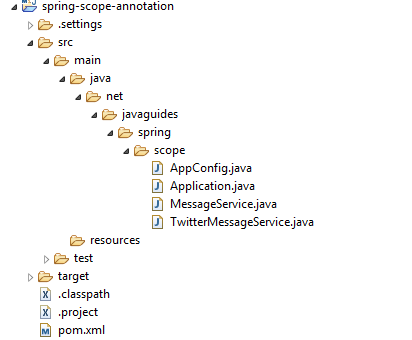 spring-scope-annotation
.settings
src
main
java
net
javaguides
spring
scope
AppConfig.java
Application.java
MessageService.java
TwitterMessageService.java
resources
test
target
.classpath
.project
pom.xml